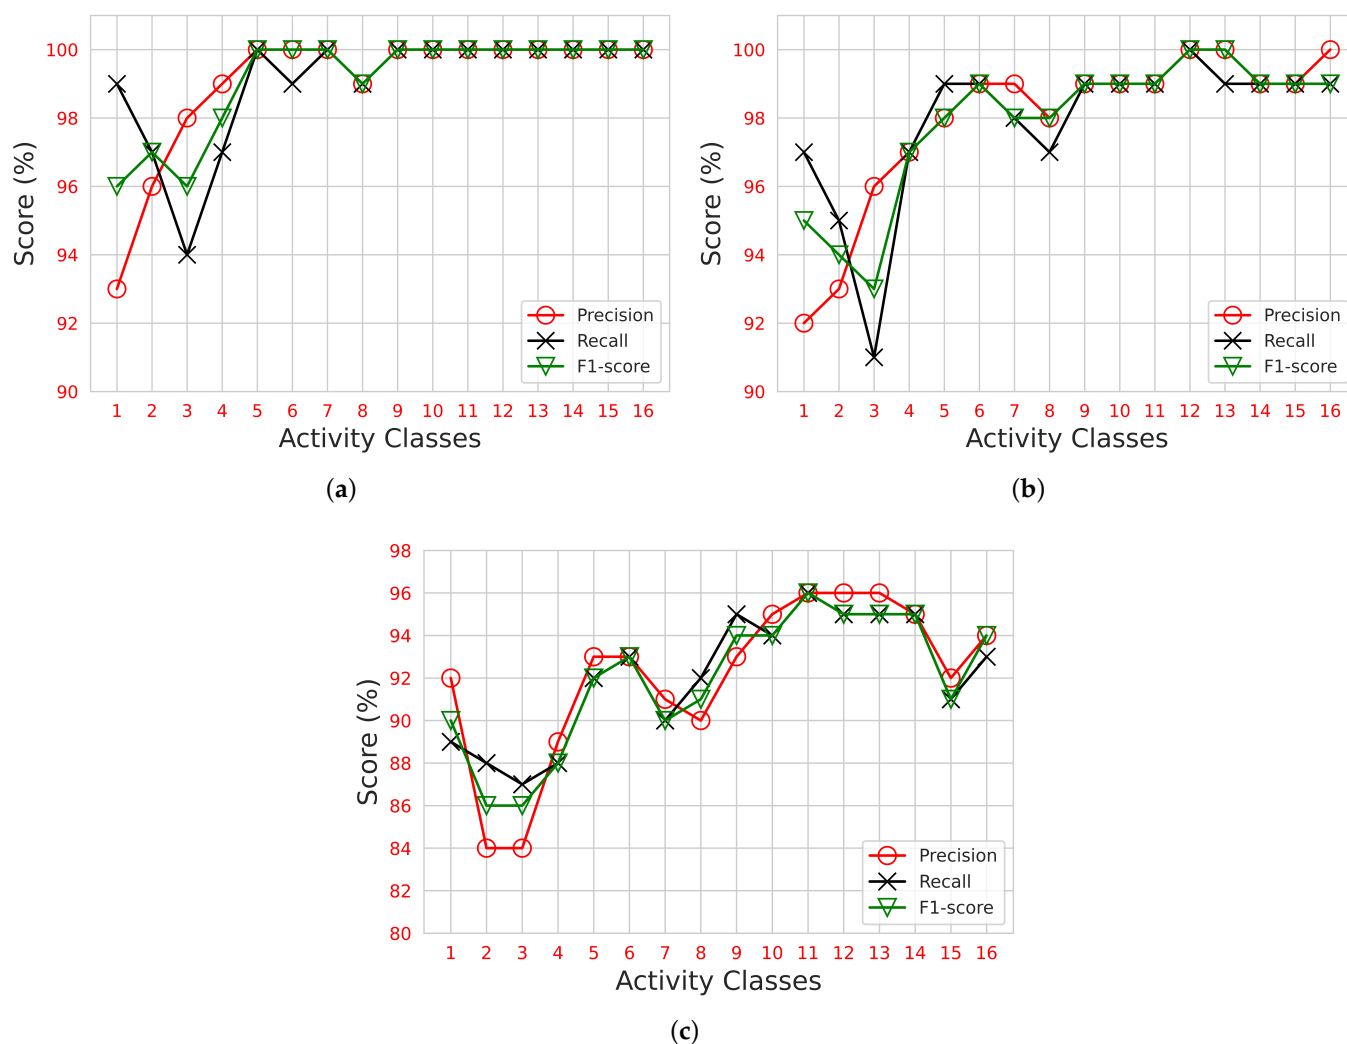 100
98
96
94
92
90
Score (%)
1 2 3 4 5 6 7 8 9 10 11 12 13 14 15 16
Activity Classes
Precision
Recall
F1-score
(a)
100
98
96
94
92
90
Score (%)
1 2 3 4 5 6 7 8 9 10 11 12 13 14 15 16
Activity Classes
Precision
Recall
F1-score
(b)
98
96
94
92
90
88
86
84
82
80
Score (%)
1 2 3 4 5 6 7 8 9 10 11 12 13 14 15 16
Activity Classes
Precision
Recall
F1-score
(c)